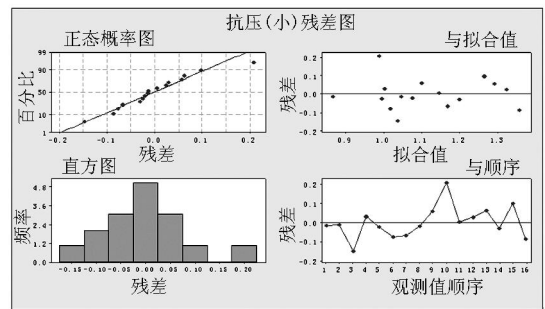 抗压(小)残差图
正态概率图
百分比
99
90
50
10
1
-0.2 -0.1 0.0 0.1 0.2
残差
与拟合值
残差
0.2
0.1
0.0
-0.1
-0.2
0.9 1.0 1.1 1.2 1.3
拟合值
直方图
频率
4.8
3.6
2.4
1.2
0.0
-0.15 -0.10 -0.05 0.00 0.05 0.10 0.15 0.20
残差
与顺序
残差
0.2
0.1
0.0
-0.1
-0.2
1 2 3 4 5 6 7 8 9 10 11 12 13 14 15 16
观测值顺序